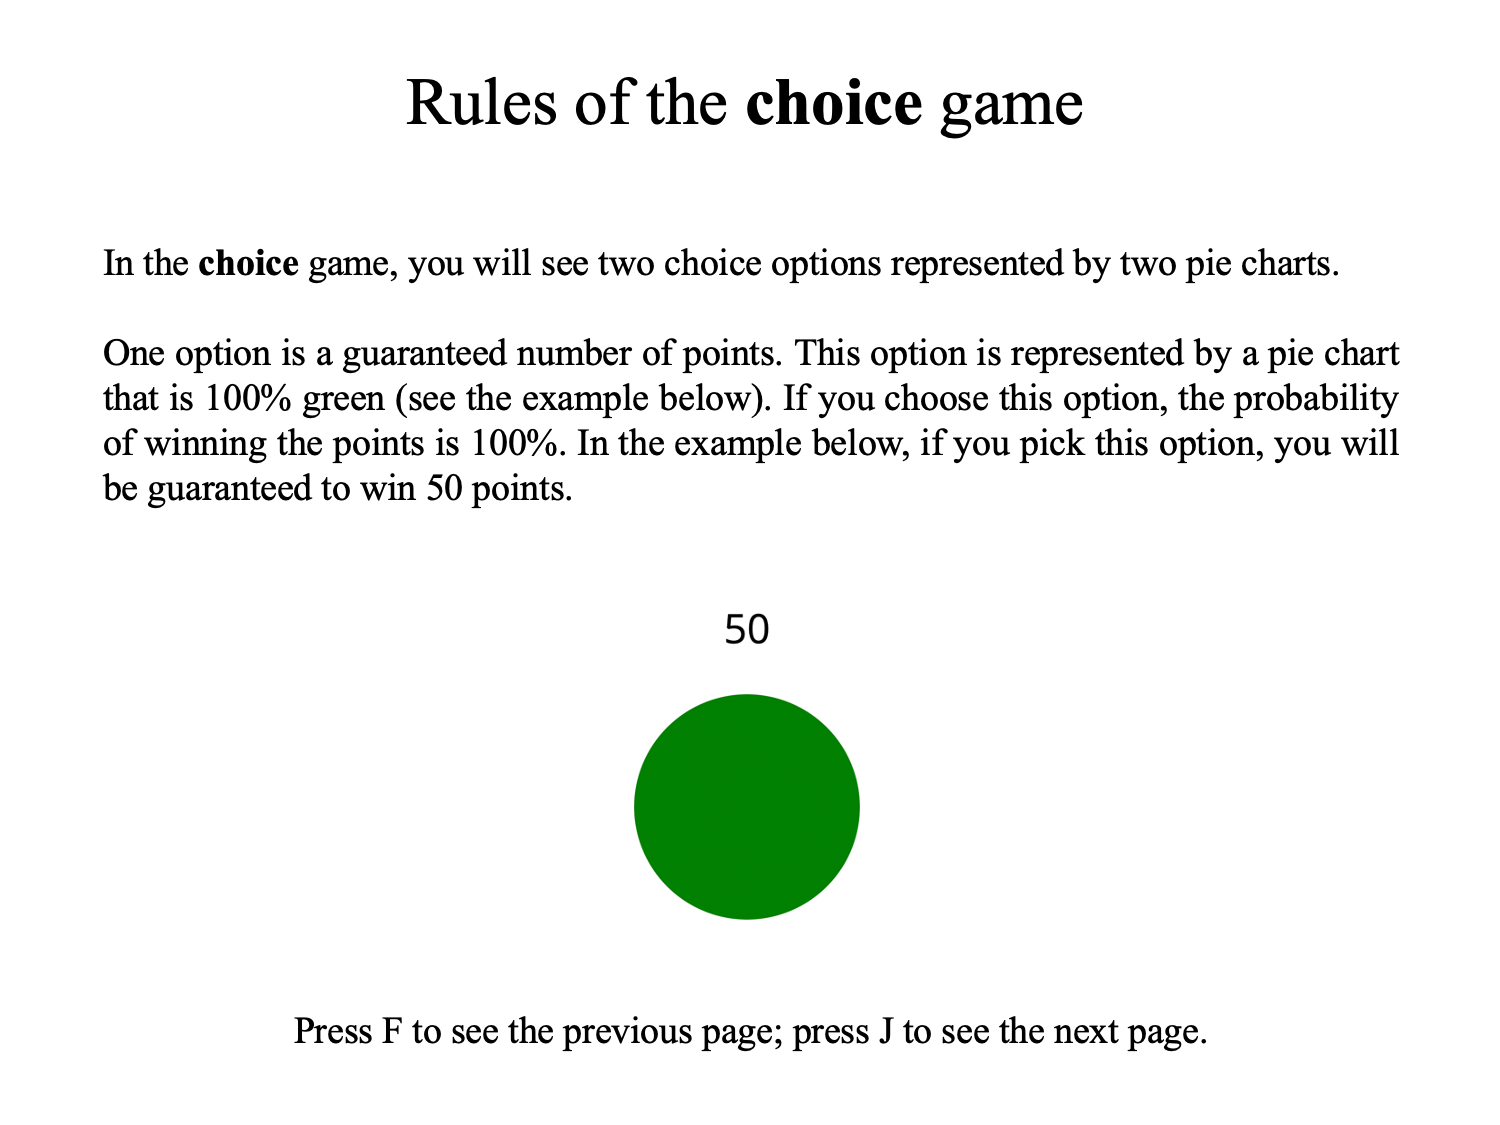 Rules of the choice game
In the choice game, you will see two choice options represented by two pie charts.
One option is a guaranteed number of points. This option is represented by a pie chart
that is 100% green (see the example below). If you choose this option, the probability
of winning the points is 100%. In the example below, if you pick this option, you will
be guaranteed to win 50 points.
50
Press F to see the previous page; press J to see the next page.